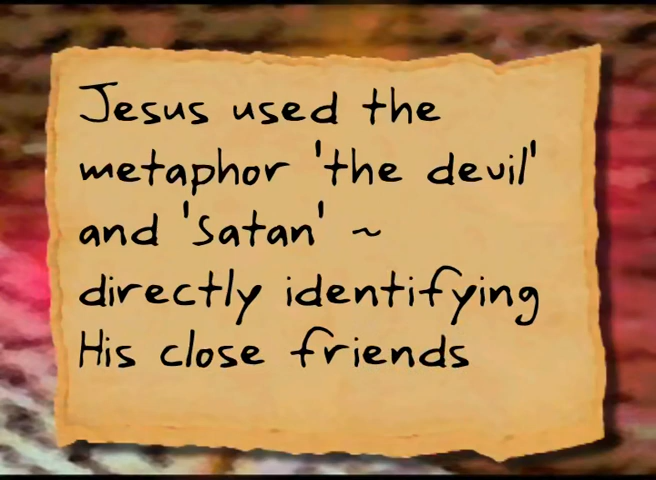 Jesus used the
metaphor 'the devil'
and 'Satan' ~
directly identifying
His close friends